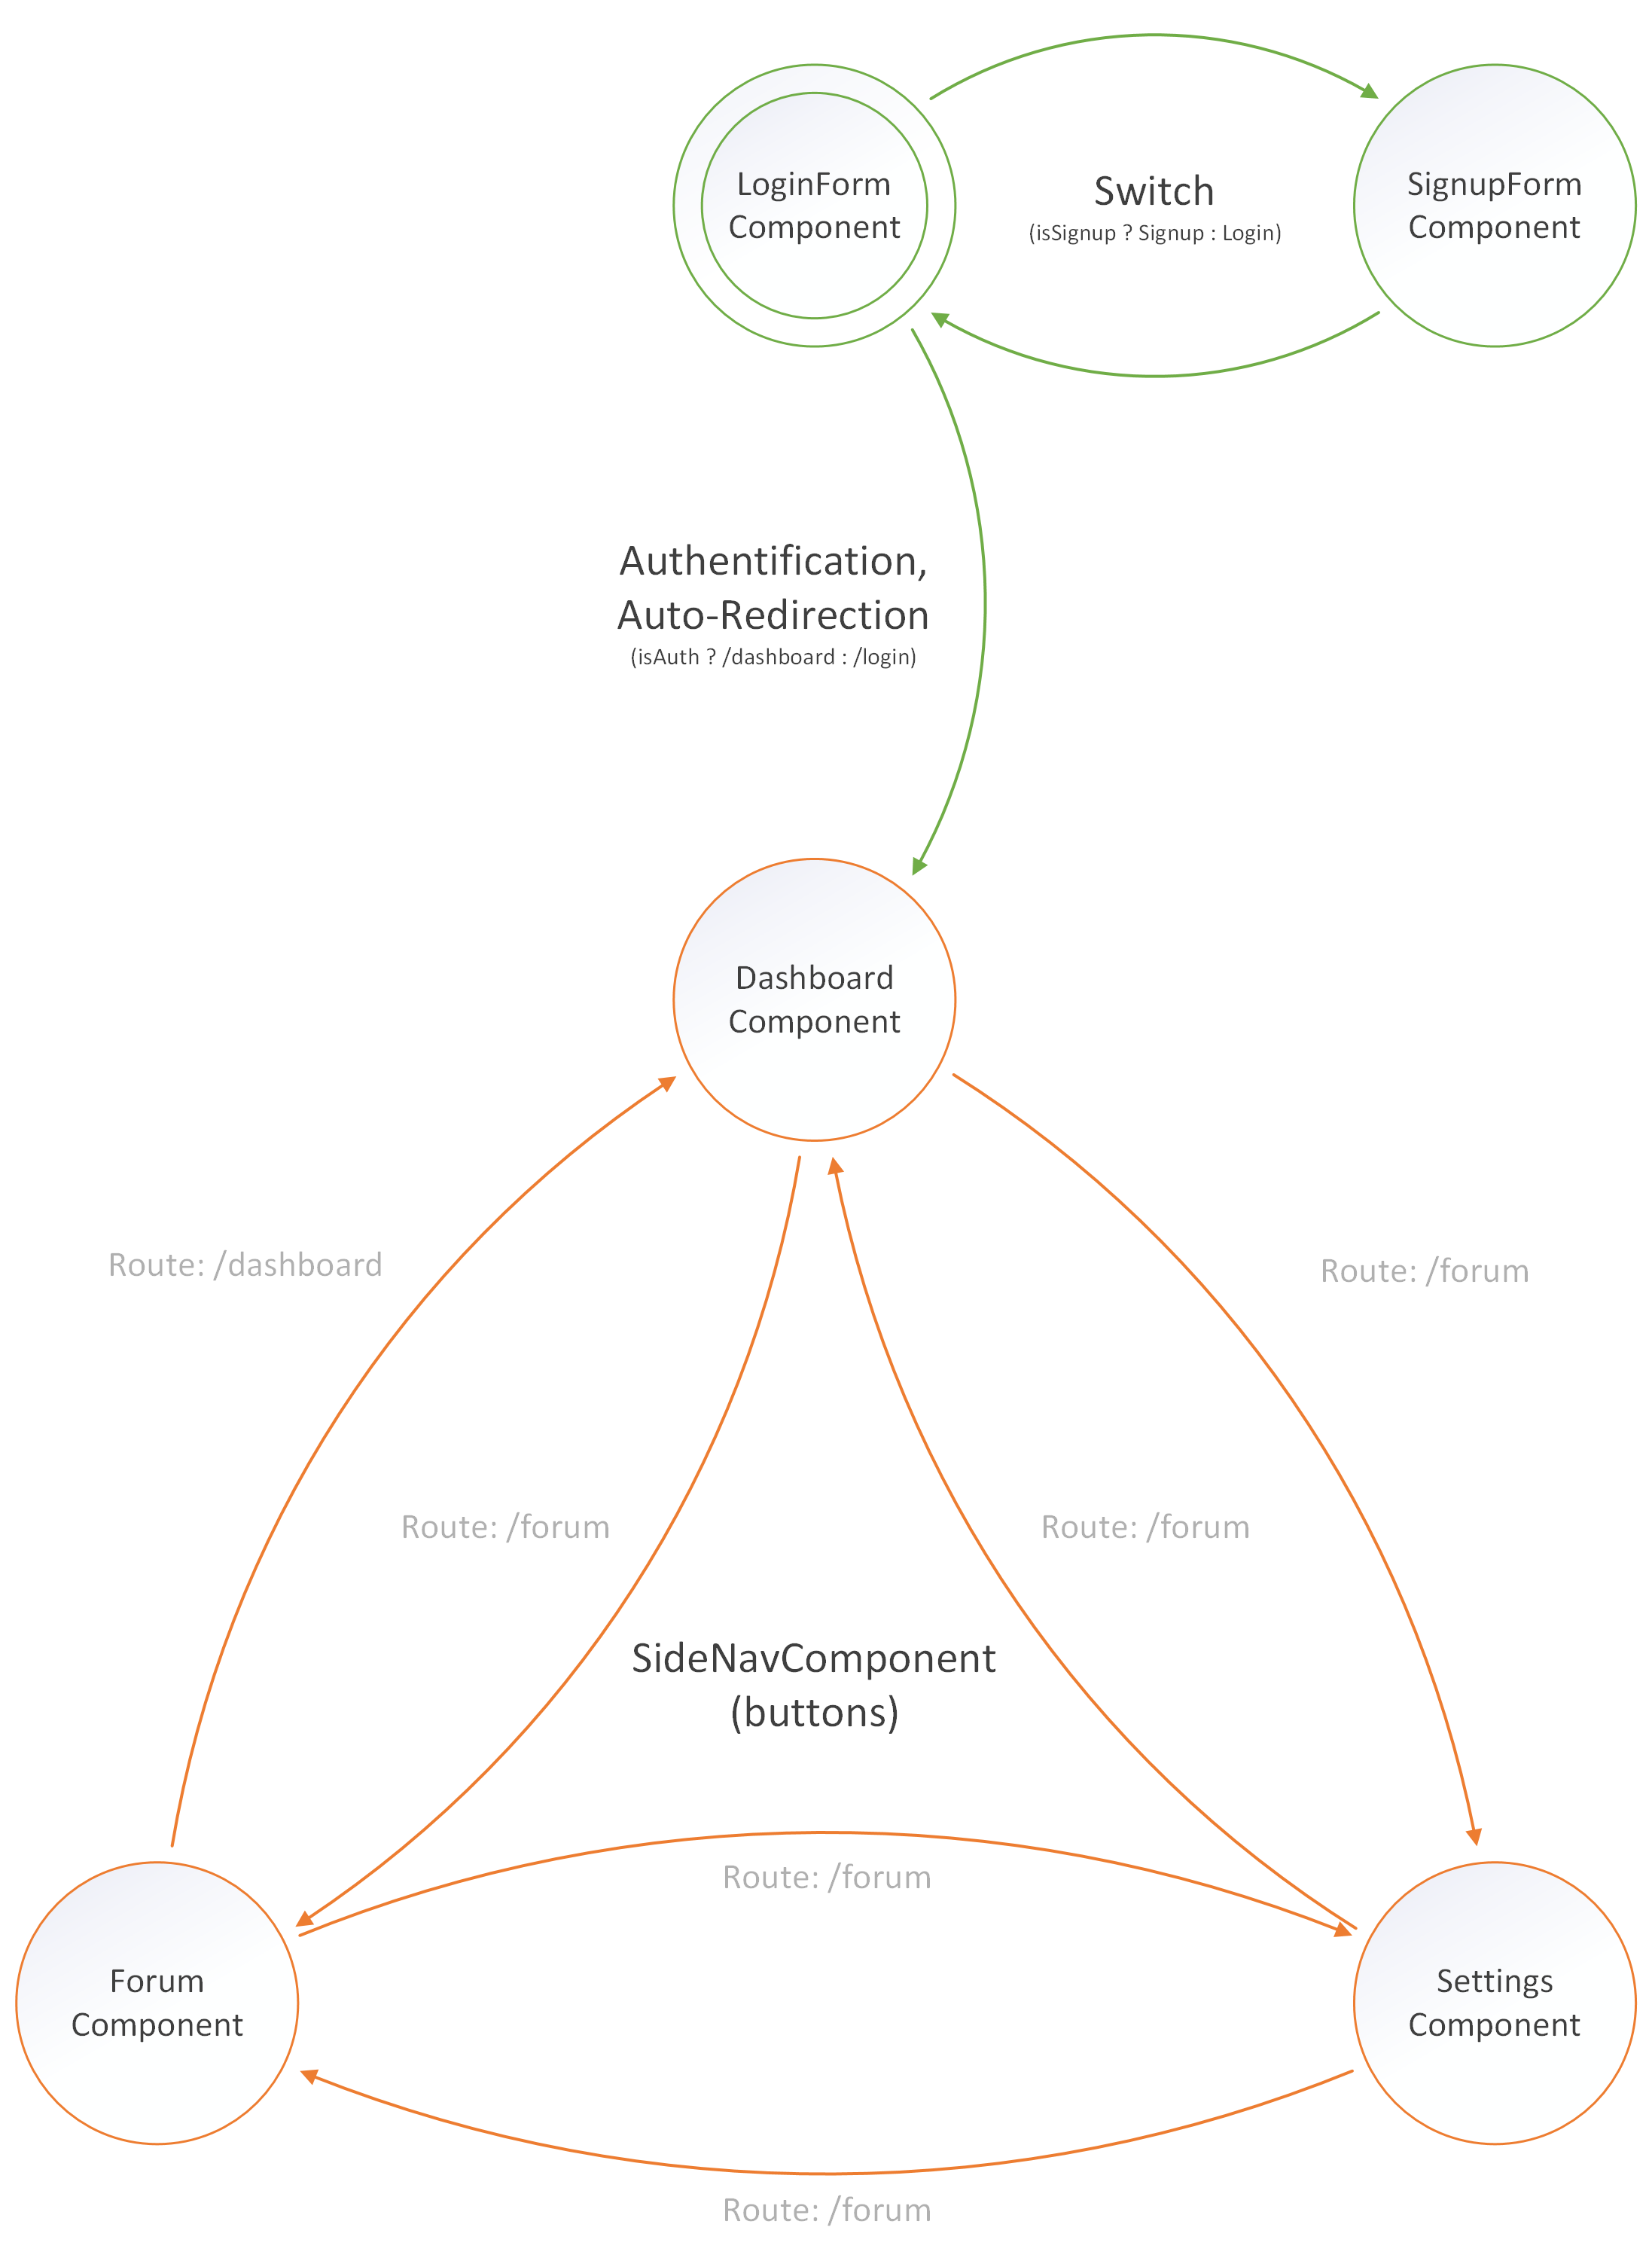 LoginForm
Component
Switch
(isSignup ? Signup : Login)
SignupForm
Component
Authentification,
Auto-Redirection
(isAuth ? /dashboard : /login)
Dashboard
Component
Route: /dashboard
Route: /forum
Route: /forum
Route: /forum
SideNavComponent
(buttons)
Route: /forum
Forum
Component
Settings
Component
Route: /forum